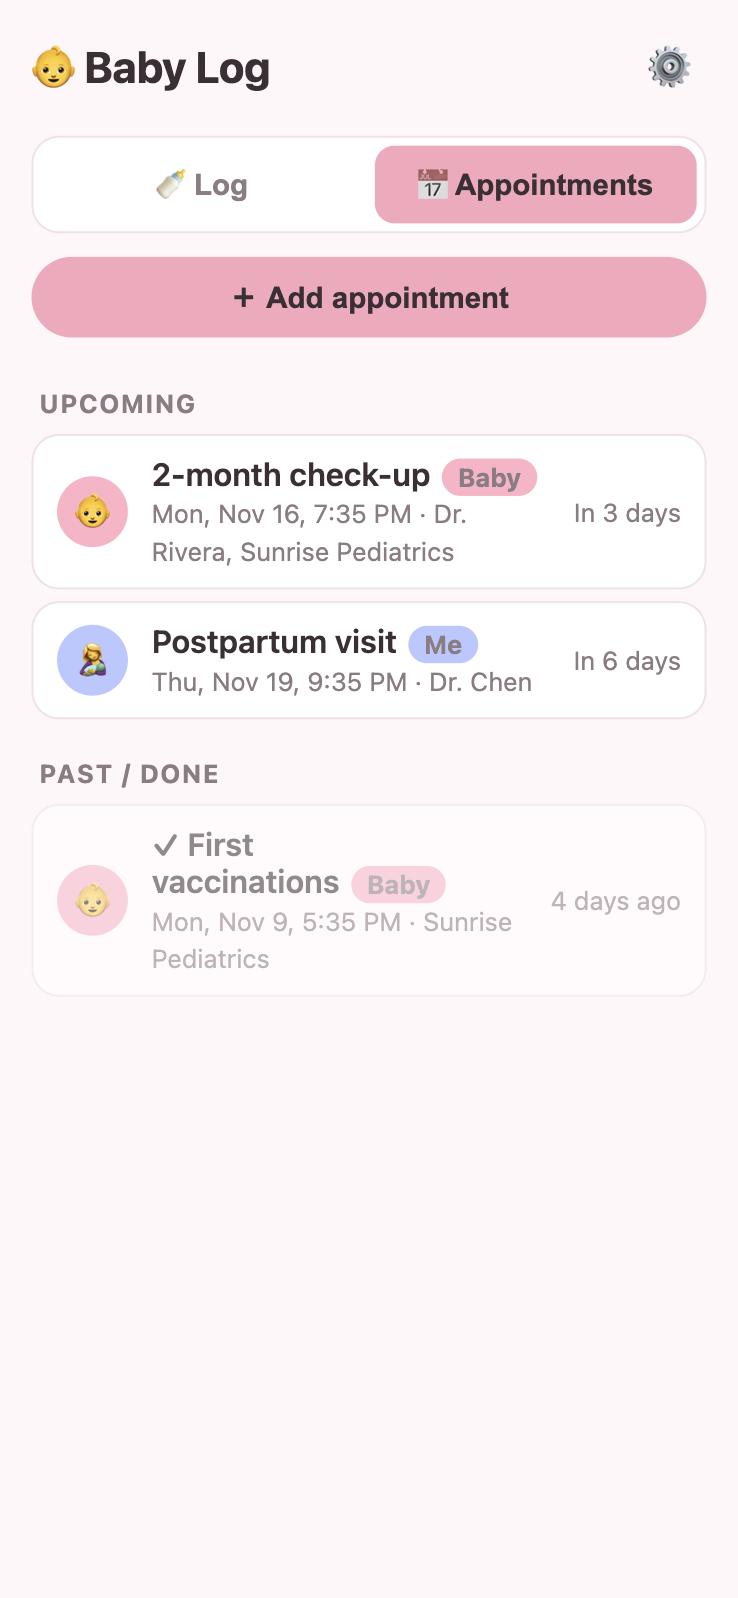 Baby Log
Log
Appointments
+ Add appointment
UPCOMING
2-month check-up Baby
Mon, Nov 16, 7:35 PM · Dr.
Rivera, Sunrise Pediatrics
In 3 days
Postpartum visit Me
Thu, Nov 19, 9:35 PM · Dr. Chen
In 6 days
PAST / DONE
✓ First
vaccinations Baby
Mon, Nov 9, 5:35 PM · Sunrise
Pediatrics
4 days ago